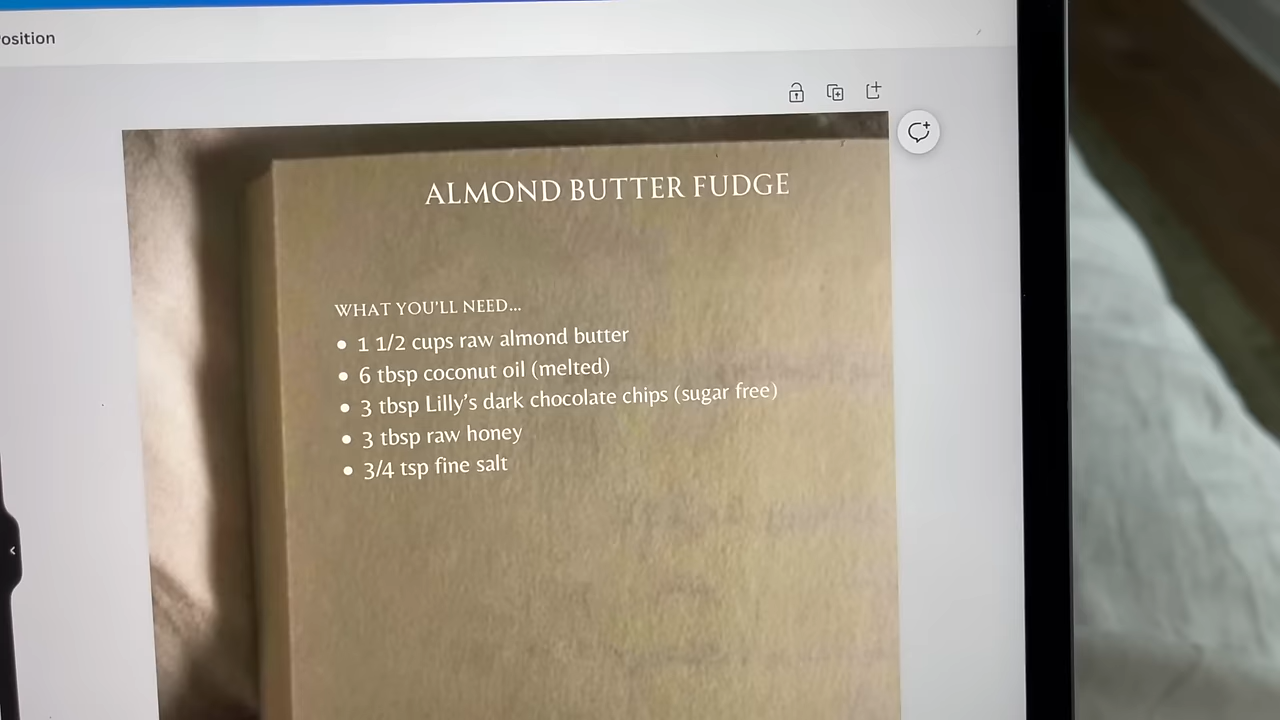 osition
ALMOND BUTTER FUDGE
WHAT YOU'LL NEED...
• 1 1/2 cups raw almond butter
• 6 tbsp coconut oil (melted)
• 3 tbsp Lilly's dark chocolate chips (sugar free)
• 3 tbsp raw honey
• 3/4 tsp fine salt